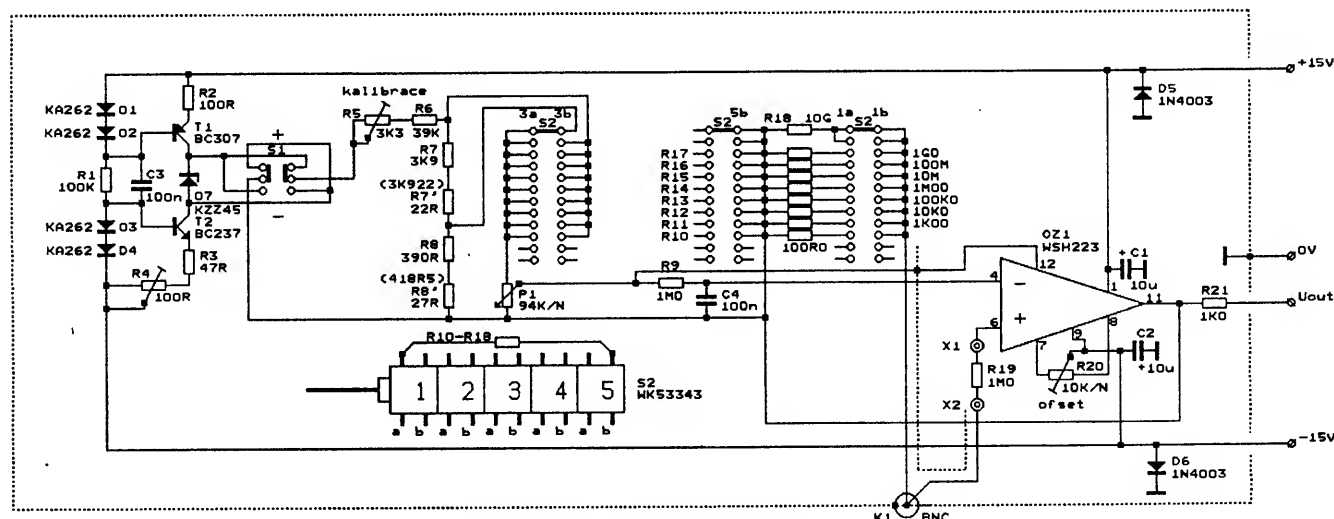 +15V
D5
1N4003
KA262 D1
KA262 D2
R2
100R
T1
BC307
kalibrace
R5
3K3
R6
39K
R7
3K9
(3K922)
R7'
22R
R8
390R
(418R5)
R8'
27R
+
S1
-
R1
100K
C3
100n
D7
KZZ45
T2
BC237
KA262 D3
KA262 D4
R3
47R
R4
100R
3a 3b
S2
P1
94K/N
5b
S2
R18 10G
1a 1b
S2
R17
R16
R15
R14
R13
R12
R11
R10
100R0
1G0
100M
10M
1M00
100K0
10K0
1K00
R9
1M0
C4
100n
OZ1
WSH223
12
4
-
+
6
7
9
8
1
11
+ C1
10u
0V
R21
1K0
Uout
C2
+10u
R20
10K/N
ofset
X1
R19
1M0
X2
R10-R18
1 2 3 4 5
S2
WK53343
a b a b a b a b a b
-15V
D6
1N4003
K1 BNC